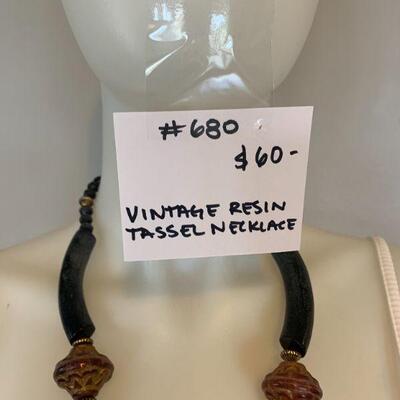 #680
$60-
VINTAGE RESIN
TASSEL NECKLACE